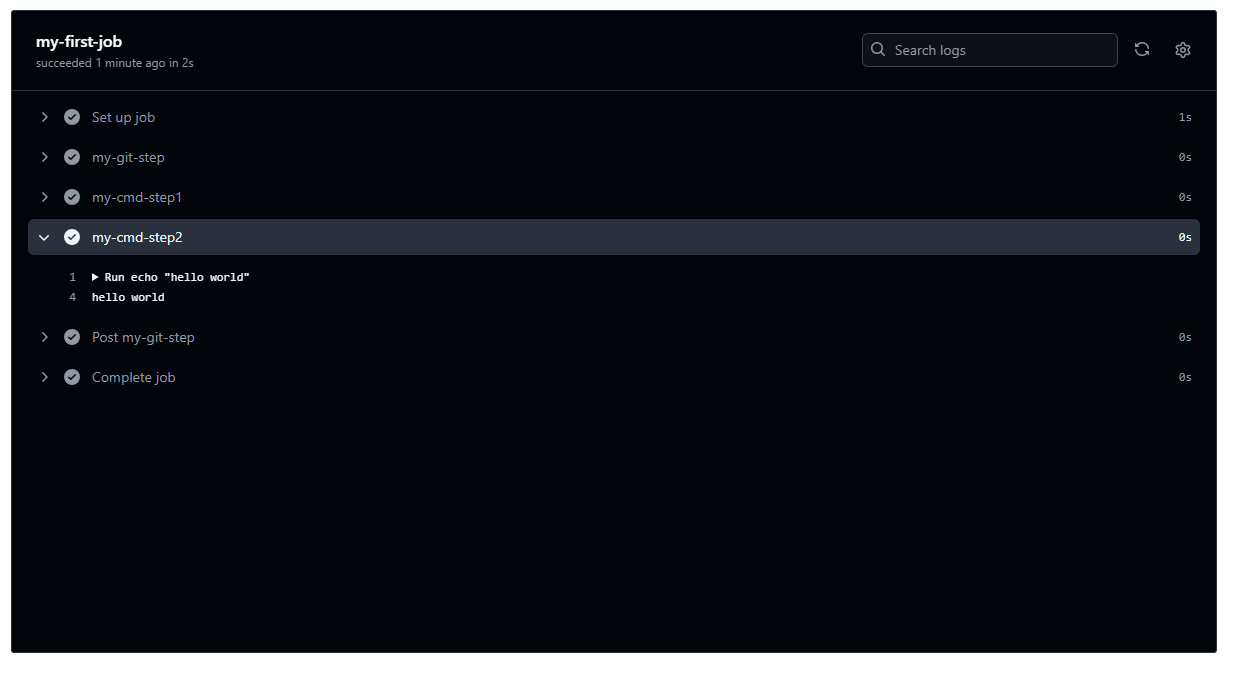 my-first-job
succeeded 1 minute ago in 2s
Search logs
Set up job 1s
my-git-step 0s
my-cmd-step1 0s
my-cmd-step2 0s
1 Run echo "hello world"
4 hello world
Post my-git-step 0s
Complete job 0s